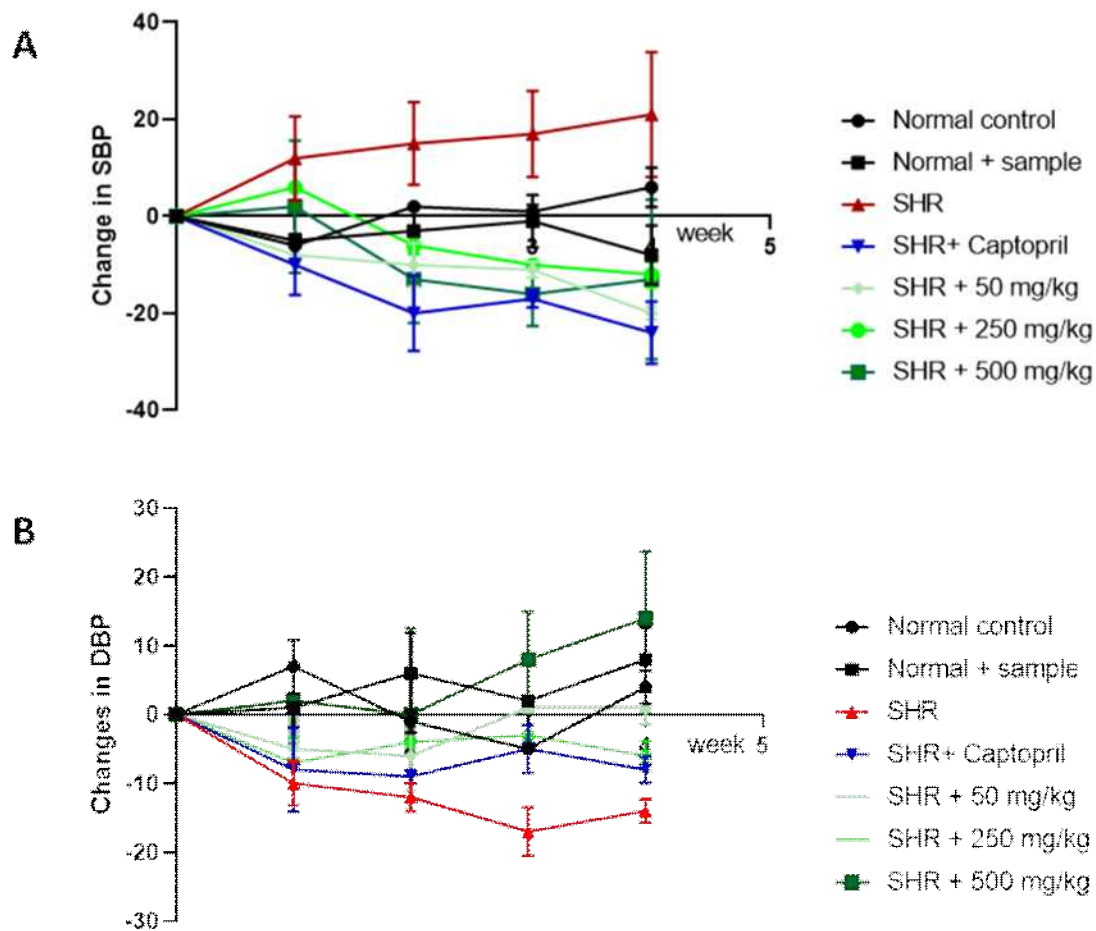 A
Change in SBP
40
20
0
-20
-40
week
5
Normal control
Normal + sample
SHR
SHR+ Captopril
SHR + 50 mg/kg
SHR + 250 mg/kg
SHR + 500 mg/kg
B
Changes in DBP
30
20
10
0
-10
-20
-30
week 5
Normal control
Normal + sample
SHR
SHR+ Captopril
SHR + 50 mg/kg
SHR + 250 mg/kg
SHR + 500 mg/kg